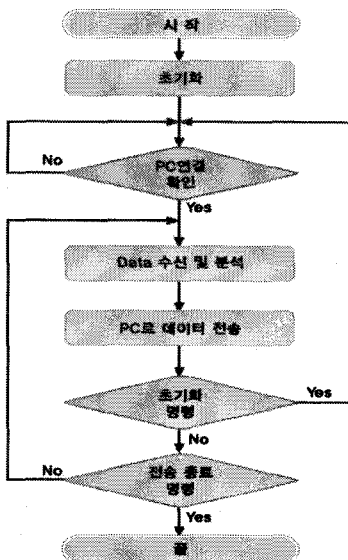 시 작
초기화
No
PC연결
확인
Yes
Data 수신 및 분석
PC로 데이터 전송
초기화
명령
Yes
No
No
전송 종료
명령
Yes
끝